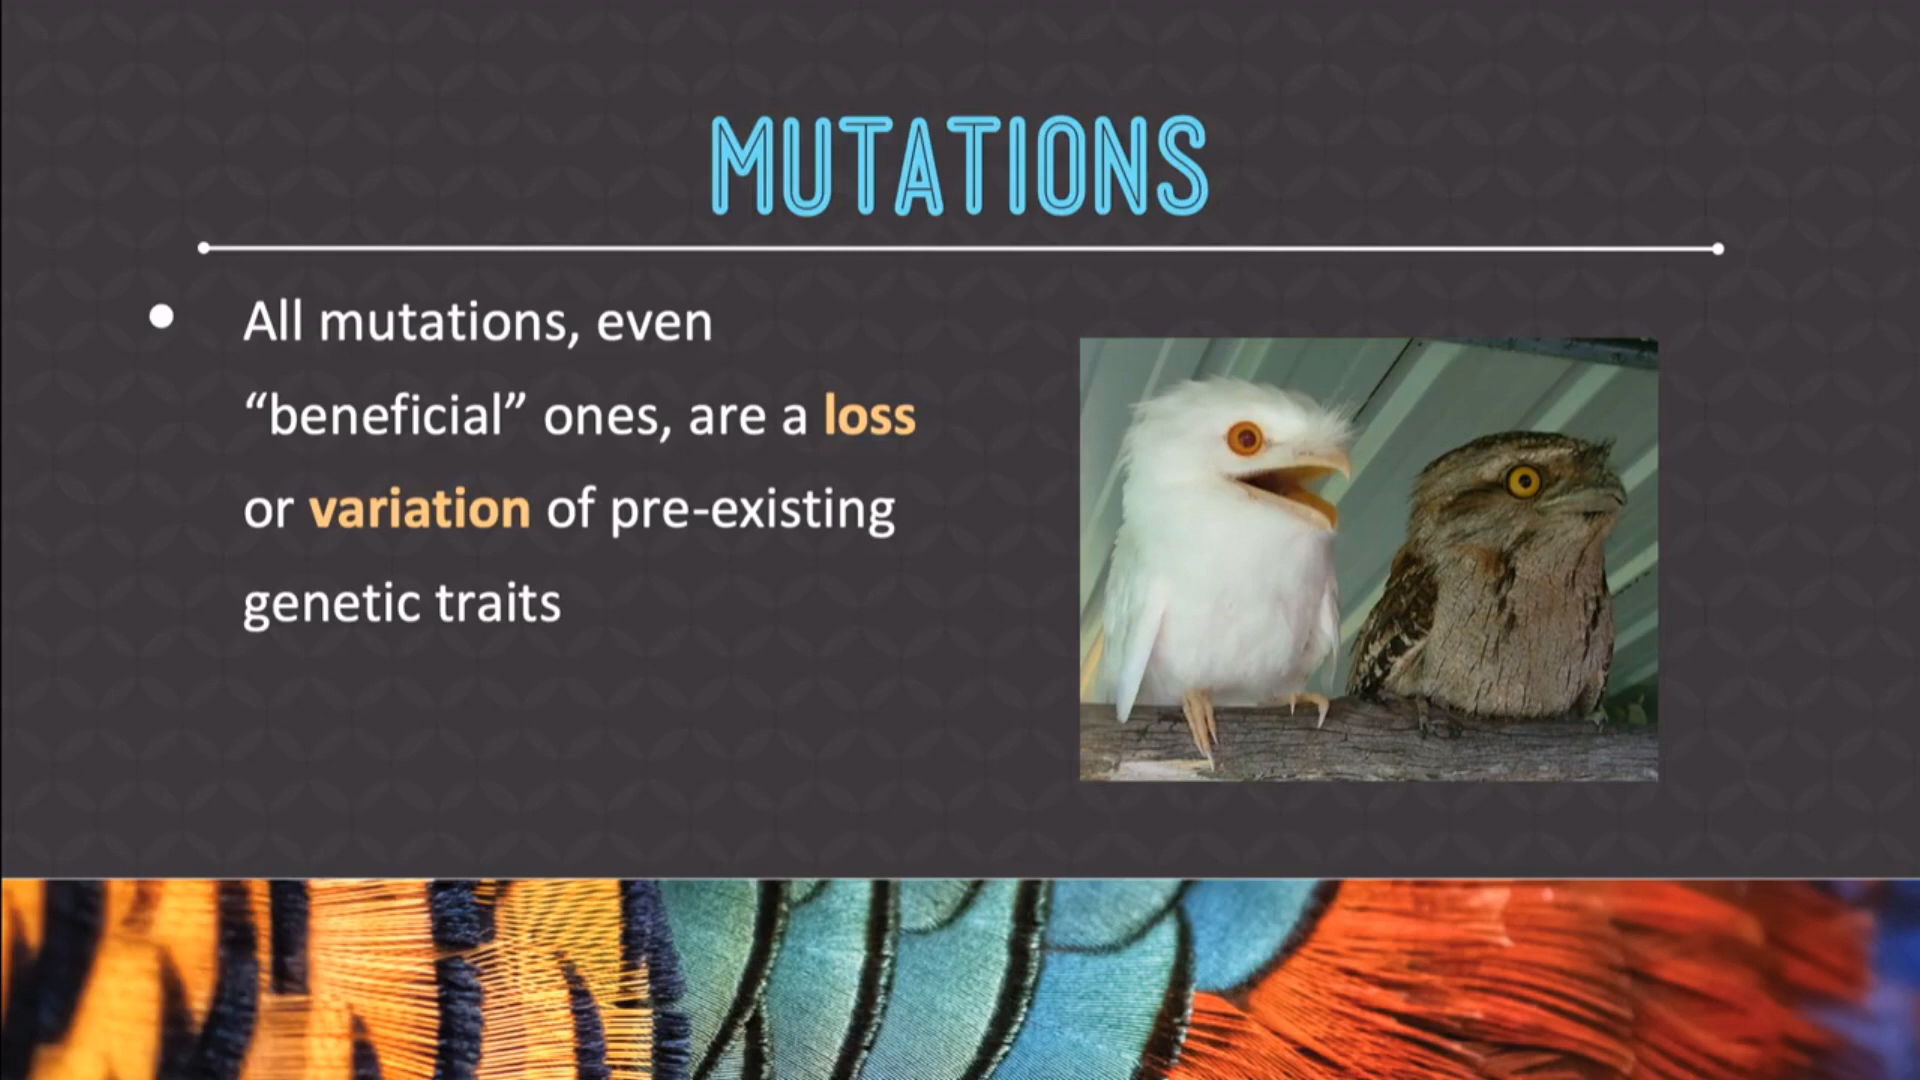 MUTATIONS
• All mutations, even
“beneficial” ones, are a loss
or variation of pre-existing
genetic traits